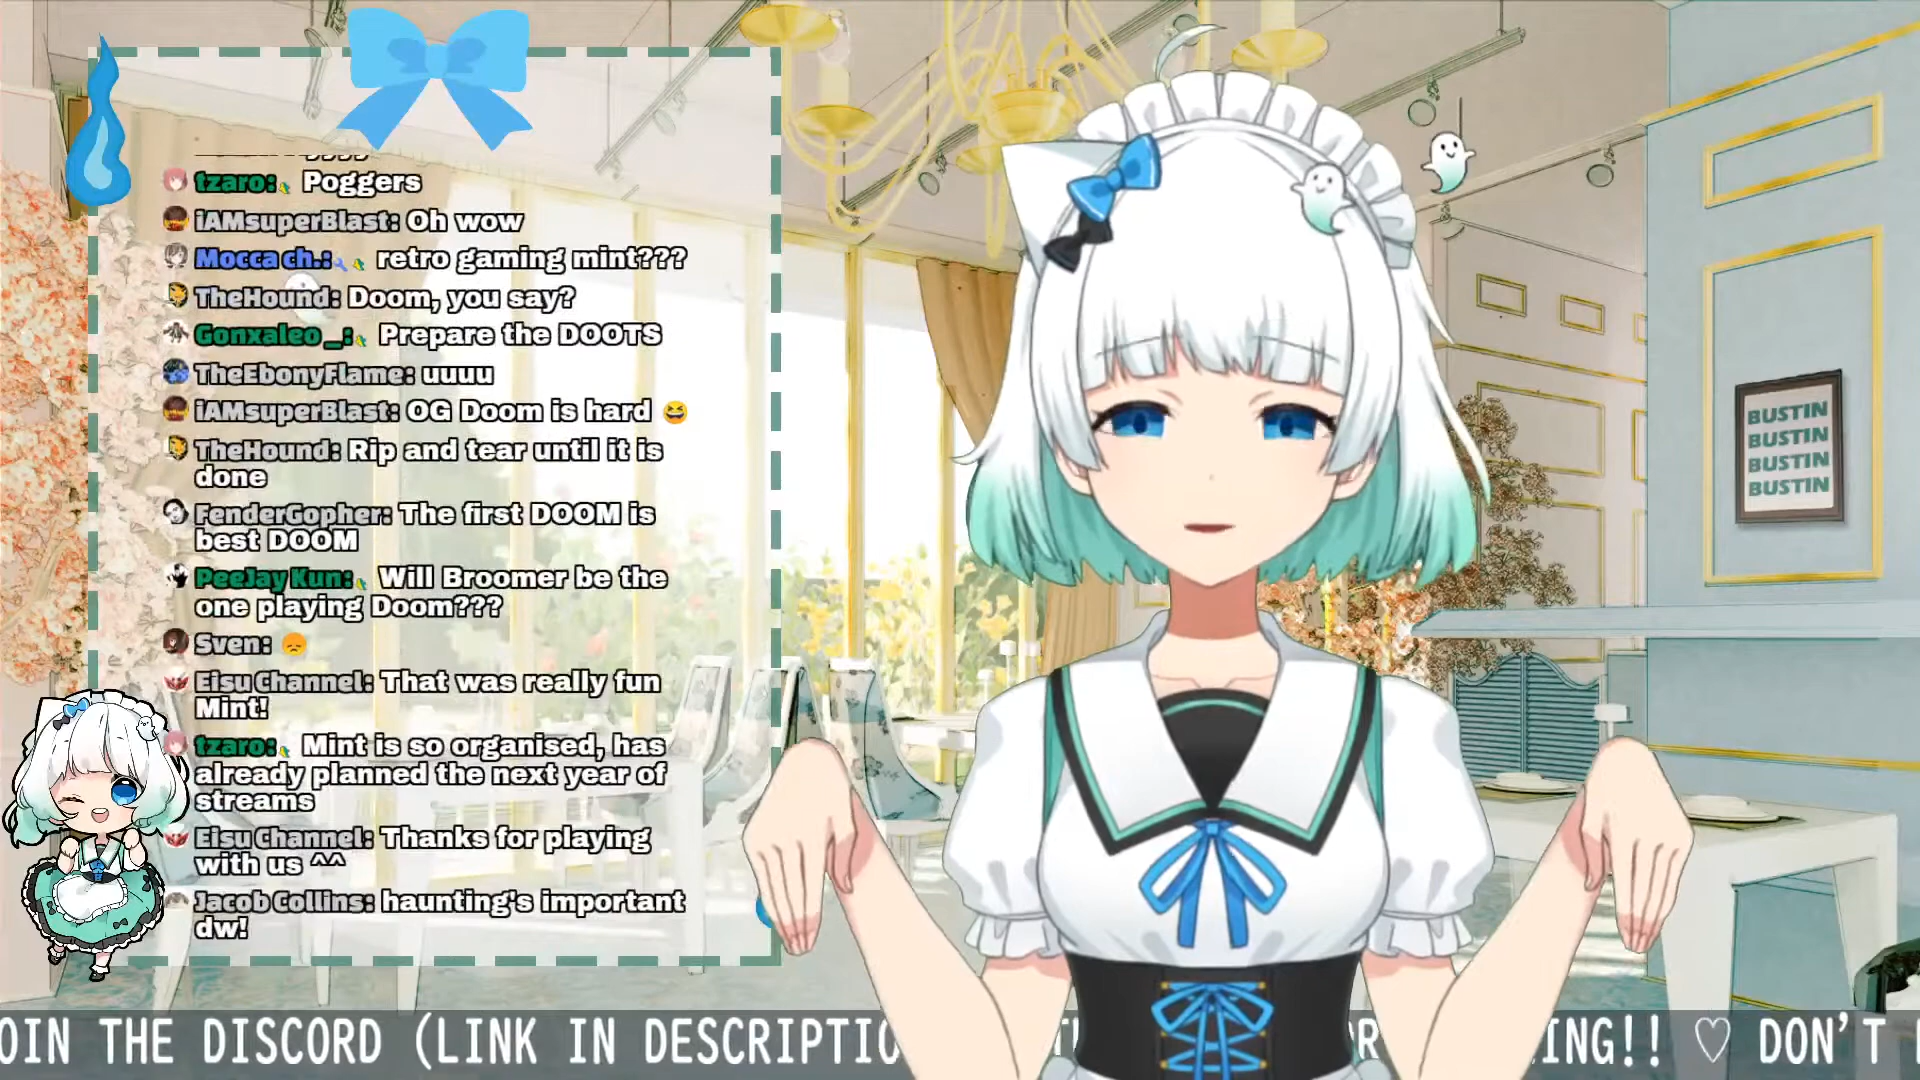 tzaro: Poggers
iAMsuperBlast: Oh wow
Mocca ch.: retro gaming mint???
TheHound: Doom, you say?
Gonxaleo _: Prepare the DOOTS
TheEbonyFlame: uuuu
iAMsuperBlast: OG Doom is hard 😆
TheHound: Rip and tear until it is
done
FenderGopher: The first DOOM is
best DOOM
PeeJay Kun: Will Broomer be the
one playing Doom???
Sven: 😞
Eisu Channel: That was really fun
Mint!
tzaro: Mint is so organised, has
already planned the next year of
streams
Eisu Channel: Thanks for playing
with us ^^
Jacob Collins: haunting's important
dw!
BUSTIN
BUSTIN
BUSTIN
BUSTIN
OIN THE DISCORD (LINK IN DESCRIPTIO ING!! ♡ DON'T